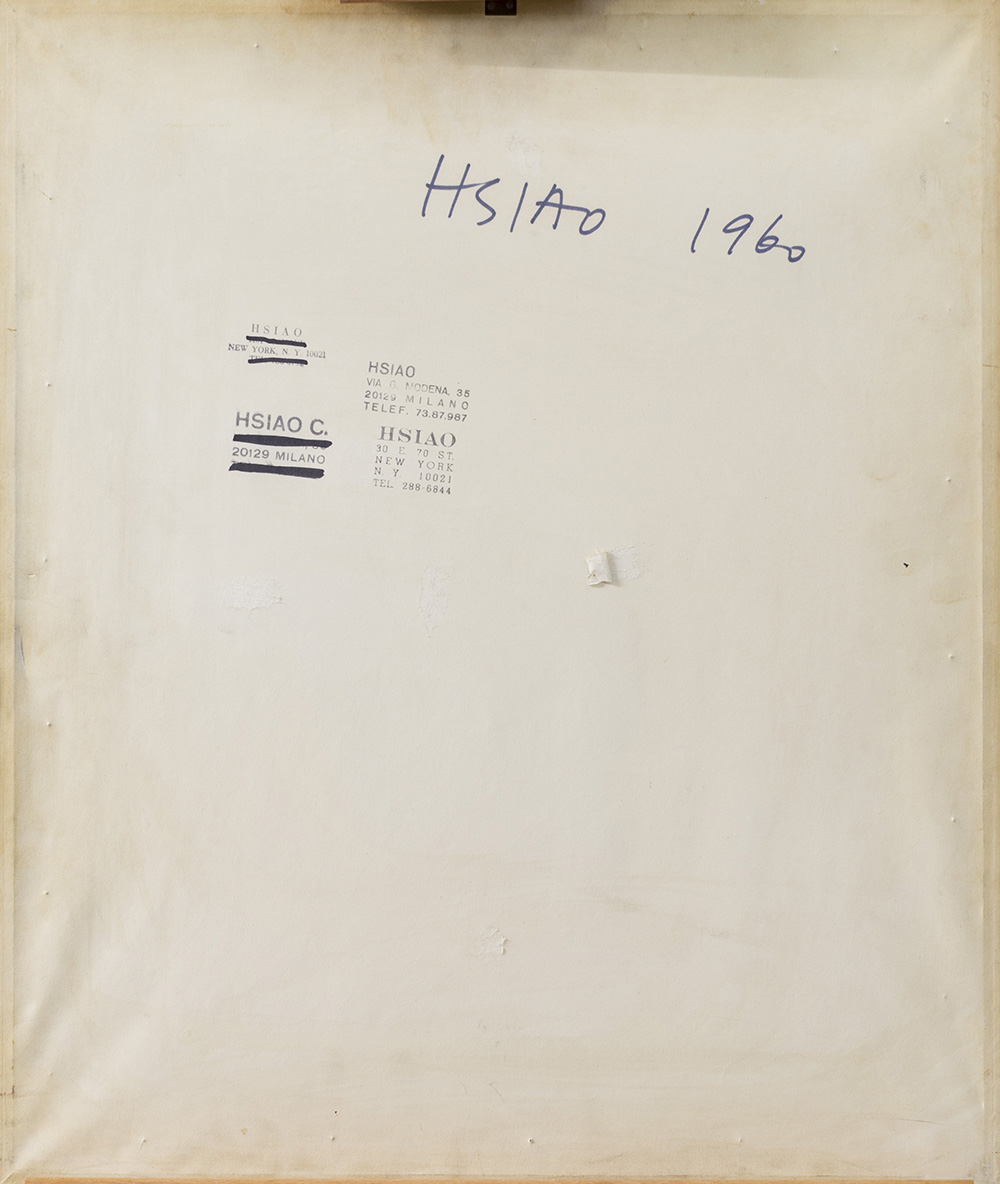 HSIAO 1960
HSIAO
NEW YORK, N. Y. 10021
HSIAO C.
20129 MILANO
HSIAO
VIA G. MODENA, 35
20129 MILANO
TELEF. 73.87.987
HSIAO
30 E 70 ST.
NEW YORK
N. Y. 10021
TEL. 288-6844